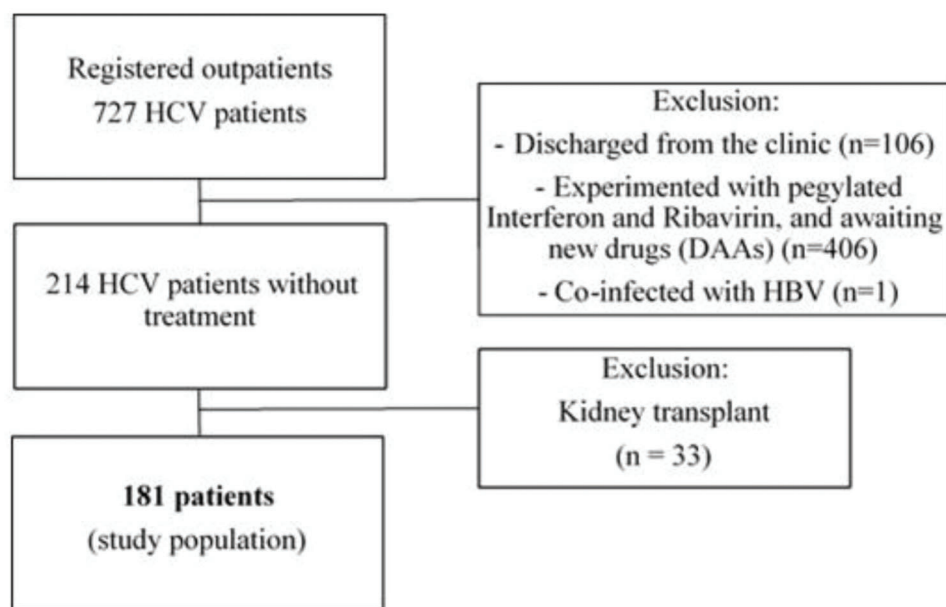 Registered outpatients
727 HCV patients
Exclusion:
- Discharged from the clinic (n=106)
- Experimented with pegylated
Interferon and Ribavirin, and awaiting
new drugs (DAAs) (n=406)
- Co-infected with HBV (n=1)
214 HCV patients without
treatment
Exclusion:
Kidney transplant
(n = 33)
181 patients
(study population)